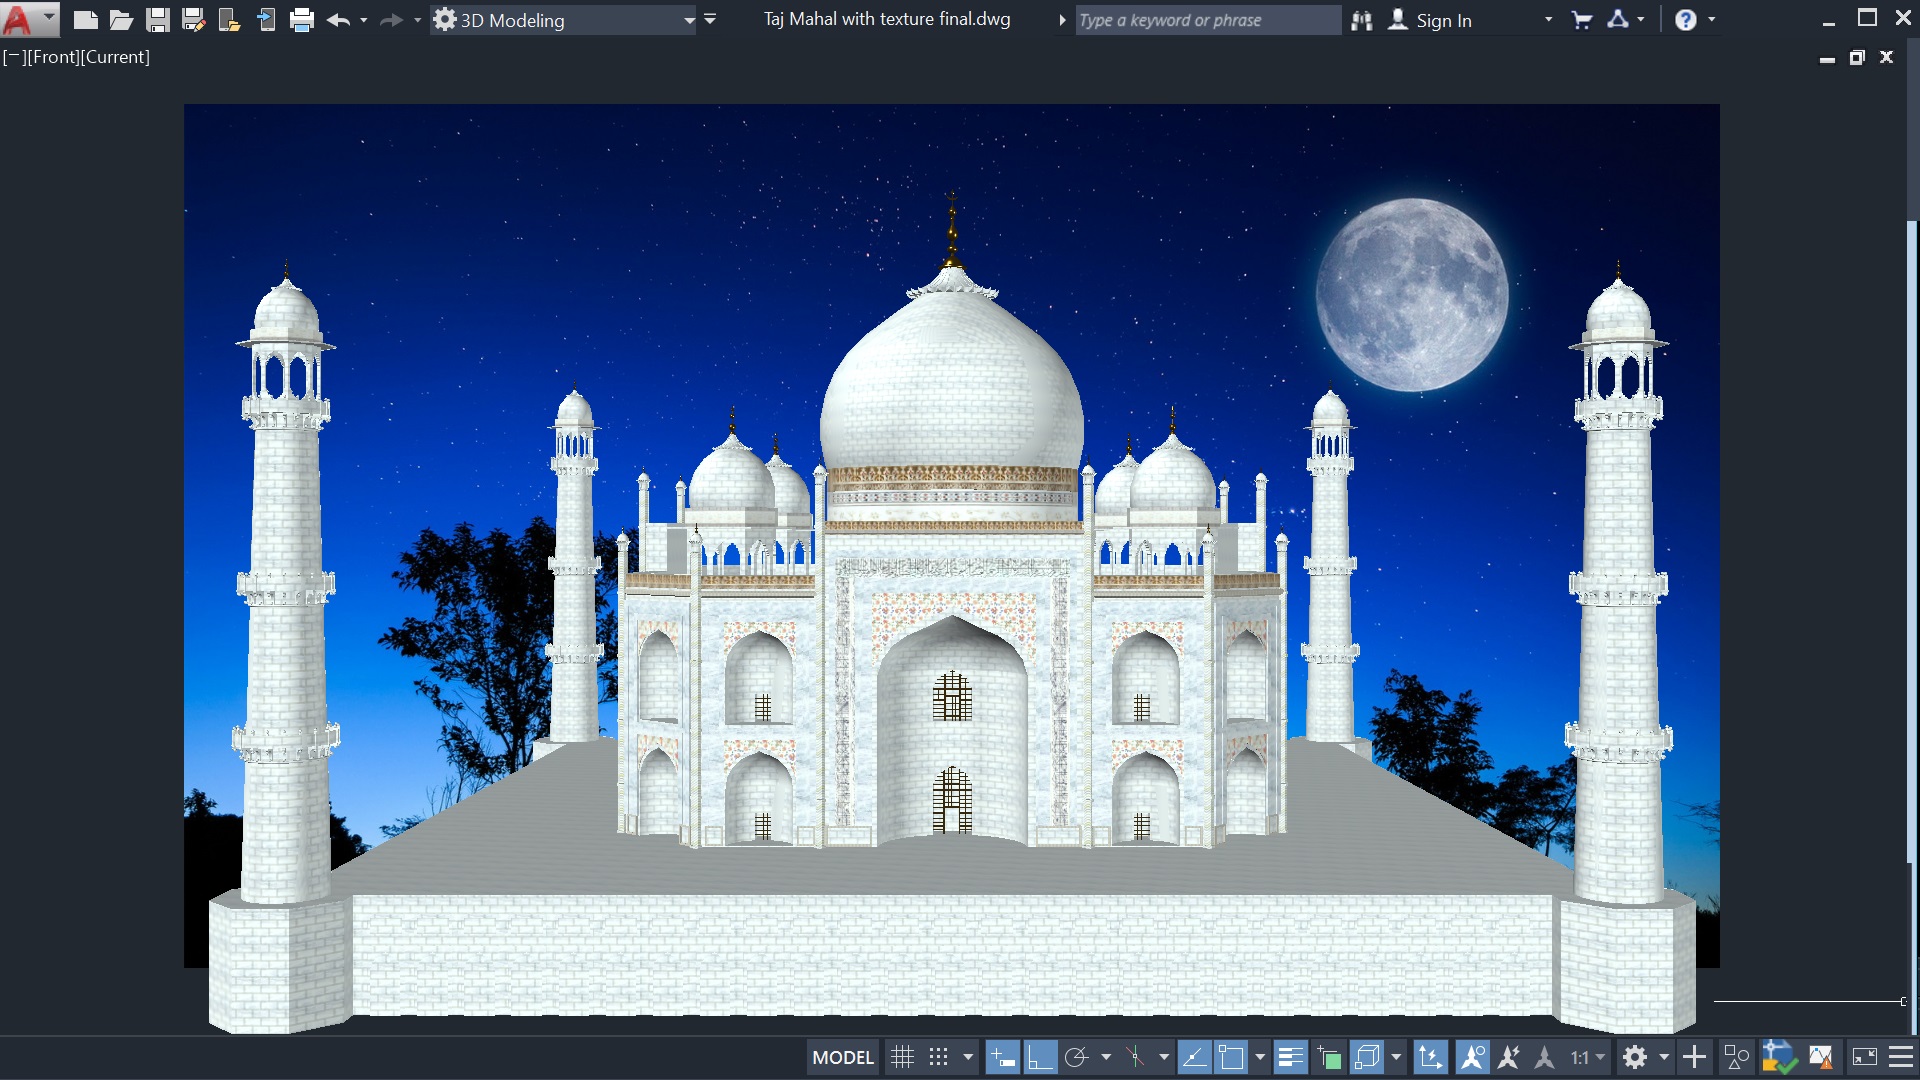 3D Modeling
Taj Mahal with texture final.dwg
Type a keyword or phrase
Sign In
[−][Front][Current]
MODEL
1:1